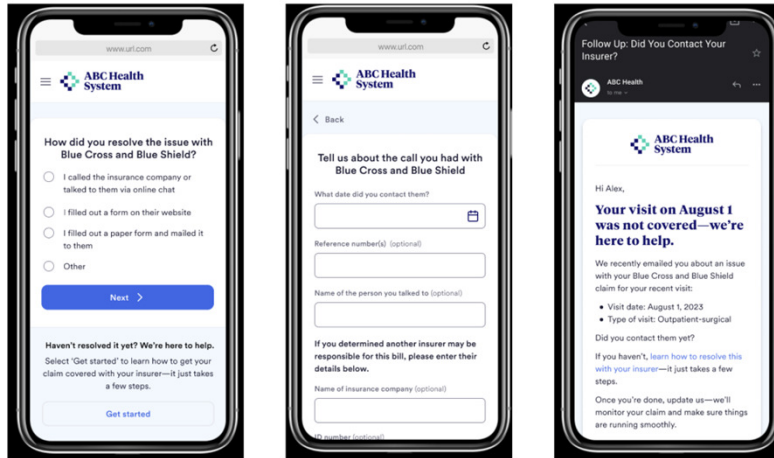 www.url.com
ABC Health
System
How did you resolve the issue with
Blue Cross and Blue Shield?
I called the insurance company or
talked to them via online chat
I filled out a form on their website
I filled out a paper form and mailed it
to them
Other
Next
Haven't resolved it yet? We're here to help.
Select 'Get started' to learn how to get your
claim covered with your insurer—it just takes
a few steps.
Get started
www.url.com
ABC Health
System
Back
Tell us about the call you had with
Blue Cross and Blue Shield
What date did you contact them?
Reference number(s) (optional)
Name of the person you talked to (optional)
If you determined another insurer may be
responsible for this bill, please enter their
details below.
Name of insurance company (optional)
ID number (optional)
Follow Up: Did You Contact Your
Insurer?
ABC Health
to me
ABC Health
System
Hi Alex,
Your visit on August 1
was not covered—we're
here to help.
We recently emailed you about an issue
with your Blue Cross and Blue Shield
claim for your recent visit:
• Visit date: August 1, 2023
• Type of visit: Outpatient-surgical
Did you contact them yet?
If you haven't, learn how to resolve this
with your insurer—it just takes a few
steps.
Once you're done, update us—we'll
monitor your claim and make sure things
are running smoothly.